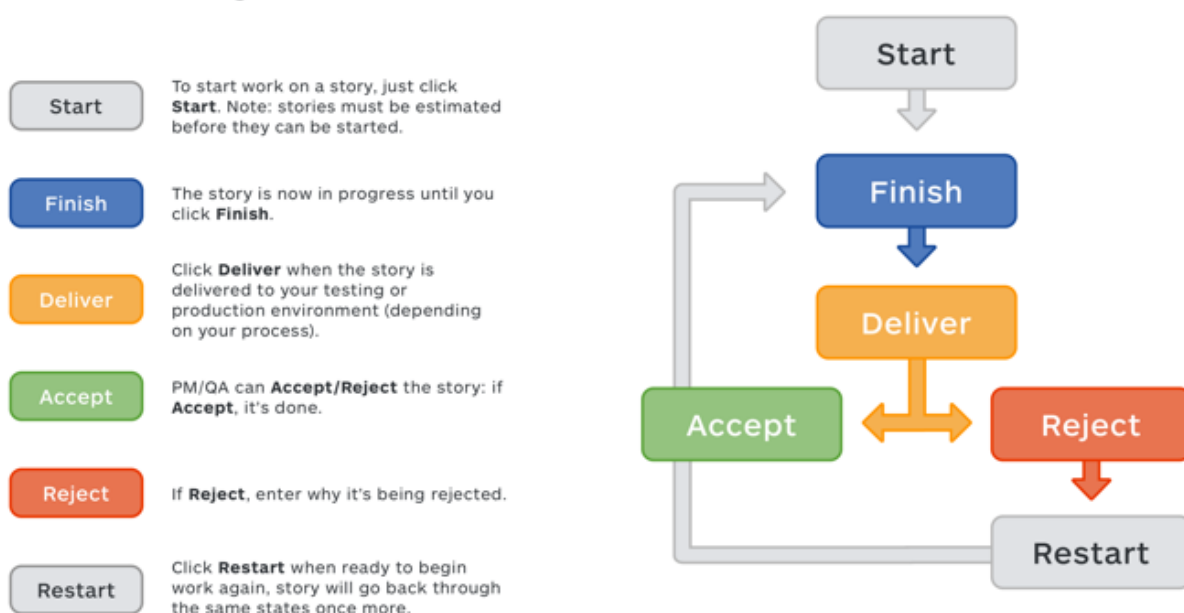 Start
To start work on a story, just click
Start. Note: stories must be estimated
before they can be started.
Finish
The story is now in progress until you
click Finish.
Deliver
Click Deliver when the story is
delivered to your testing or
production environment (depending
on your process).
Accept
PM/QA can Accept/Reject the story: if
Accept, it's done.
Reject
If Reject, enter why it's being rejected.
Restart
Click Restart when ready to begin
work again, story will go back through
the same states once more.
Start
Finish
Deliver
Accept
Reject
Restart